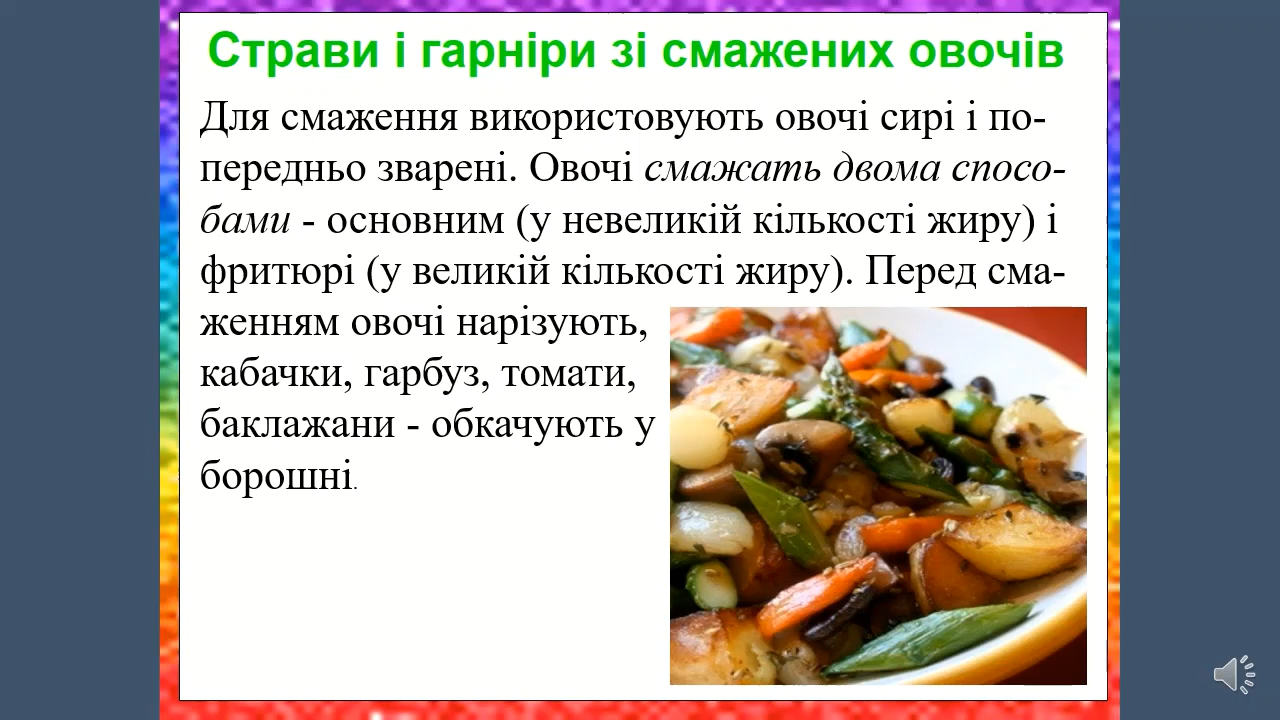 Страви і гарніри зі смажених овочів
Для смаження використовують овочі сирі і по-
передньо зварені. Овочі смажать двома спосо-
бами - основним (у невеликій кількості жиру) і
фритюрі (у великій кількості жиру). Перед сма-
женням овочі нарізують,
кабачки, гарбуз, томати,
баклажани - обкачують у
борошні.